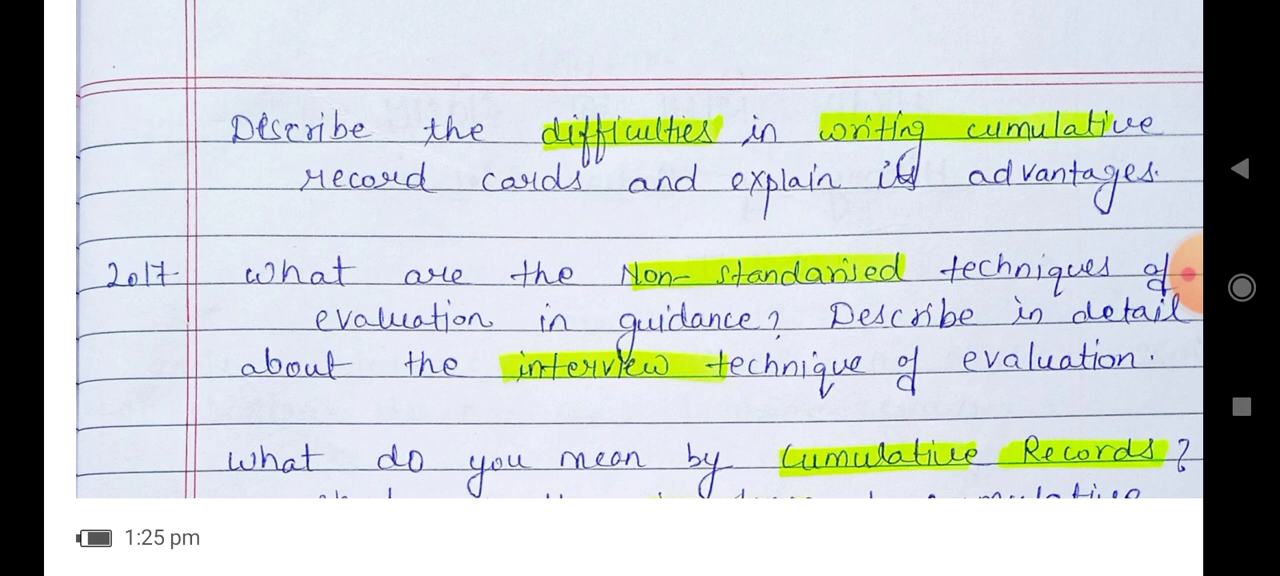 Describe the difficulties in writing cumulative
record cards and explain its advantages.
2017 What are the Non-standarised techniques of
evaluation in guidance? Describe in detail
about the interview technique of evaluation.
What do you mean by Cumulative Records?
1:25 pm